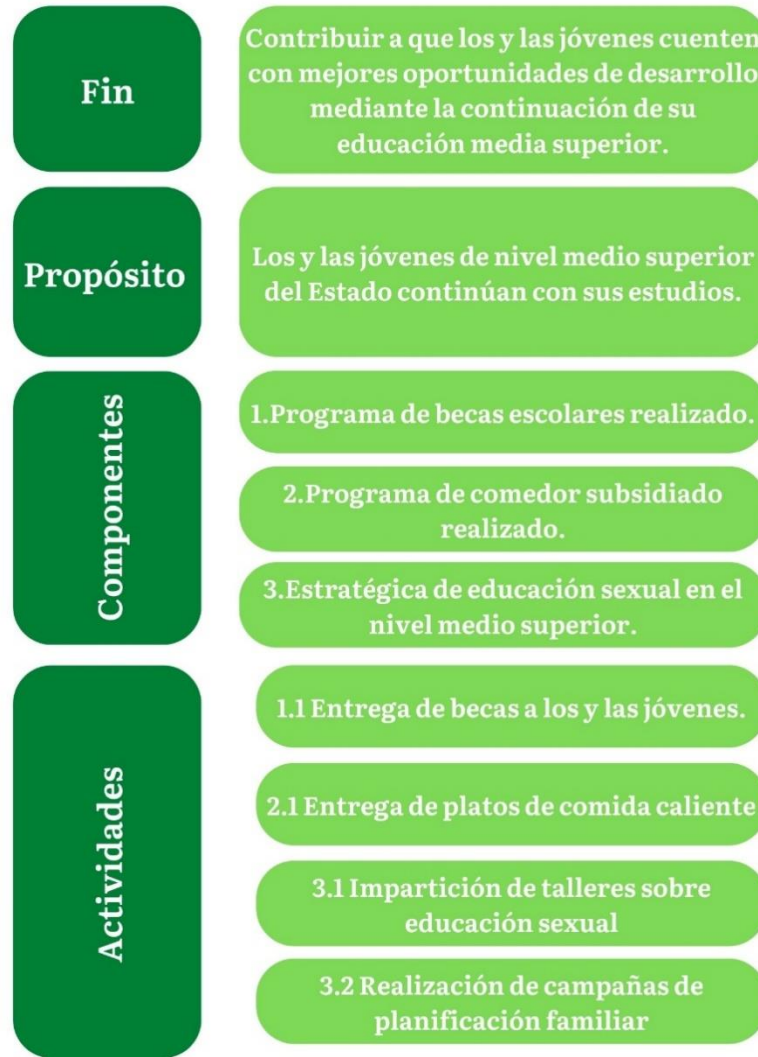 Fin
Contribuir a que los y las jóvenes cuenten
con mejores oportunidades de desarrollo
mediante la continuación de su
educación media superior.
Propósito
Los y las jóvenes de nivel medio superior
del Estado continúan con sus estudios.
Componentes
1.Programa de becas escolares realizado.
2.Programa de comedor subsidiado
realizado.
3.Estratégica de educación sexual en el
nivel medio superior.
Actividades
1.1 Entrega de becas a los y las jóvenes.
2.1 Entrega de platos de comida caliente
3.1 Impartición de talleres sobre
educación sexual
3.2 Realización de campañas de
planificación familiar